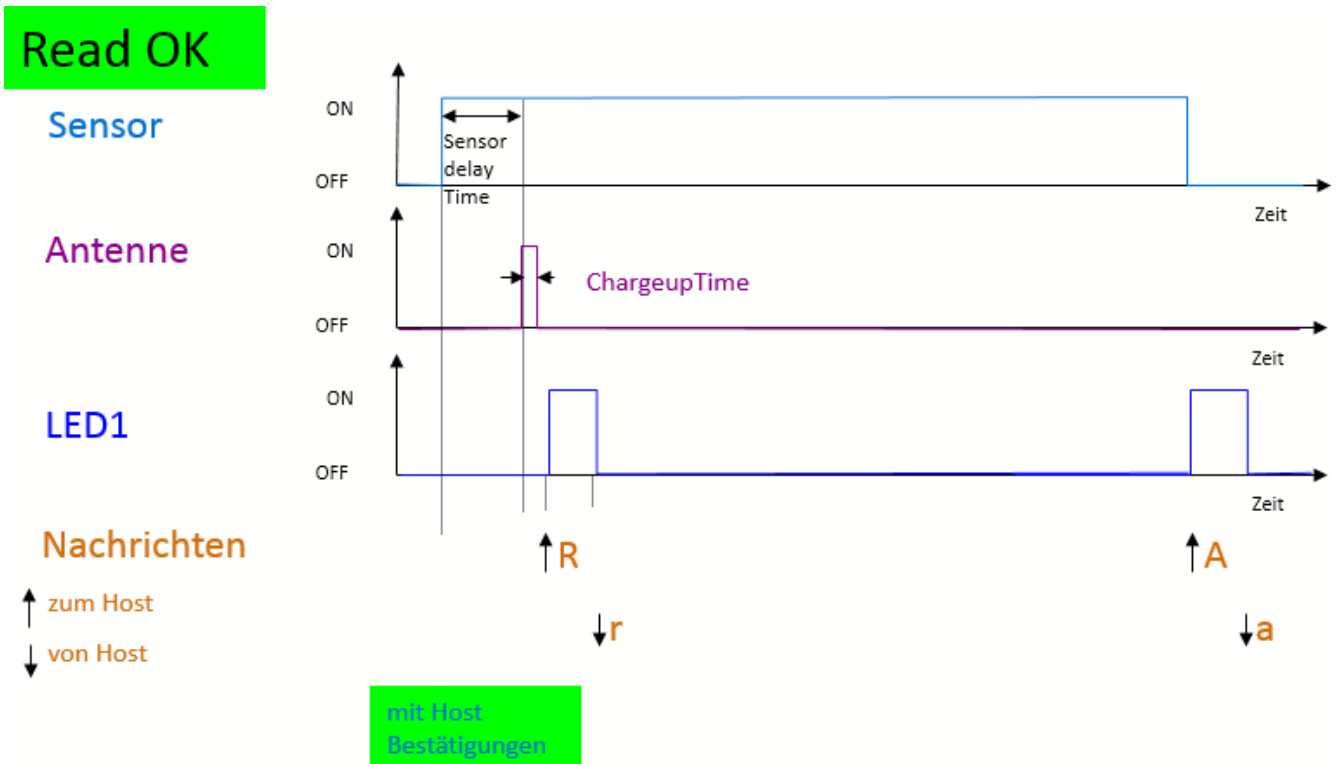 Read OK
Sensor
ON
OFF
Sensor
delay
Time
Zeit
Antenne
ON
OFF
ChargeupTime
Zeit
LED1
ON
OFF
Zeit
Nachrichten
R
A
zum Host
r
a
von Host
mit Host
Bestätigungen